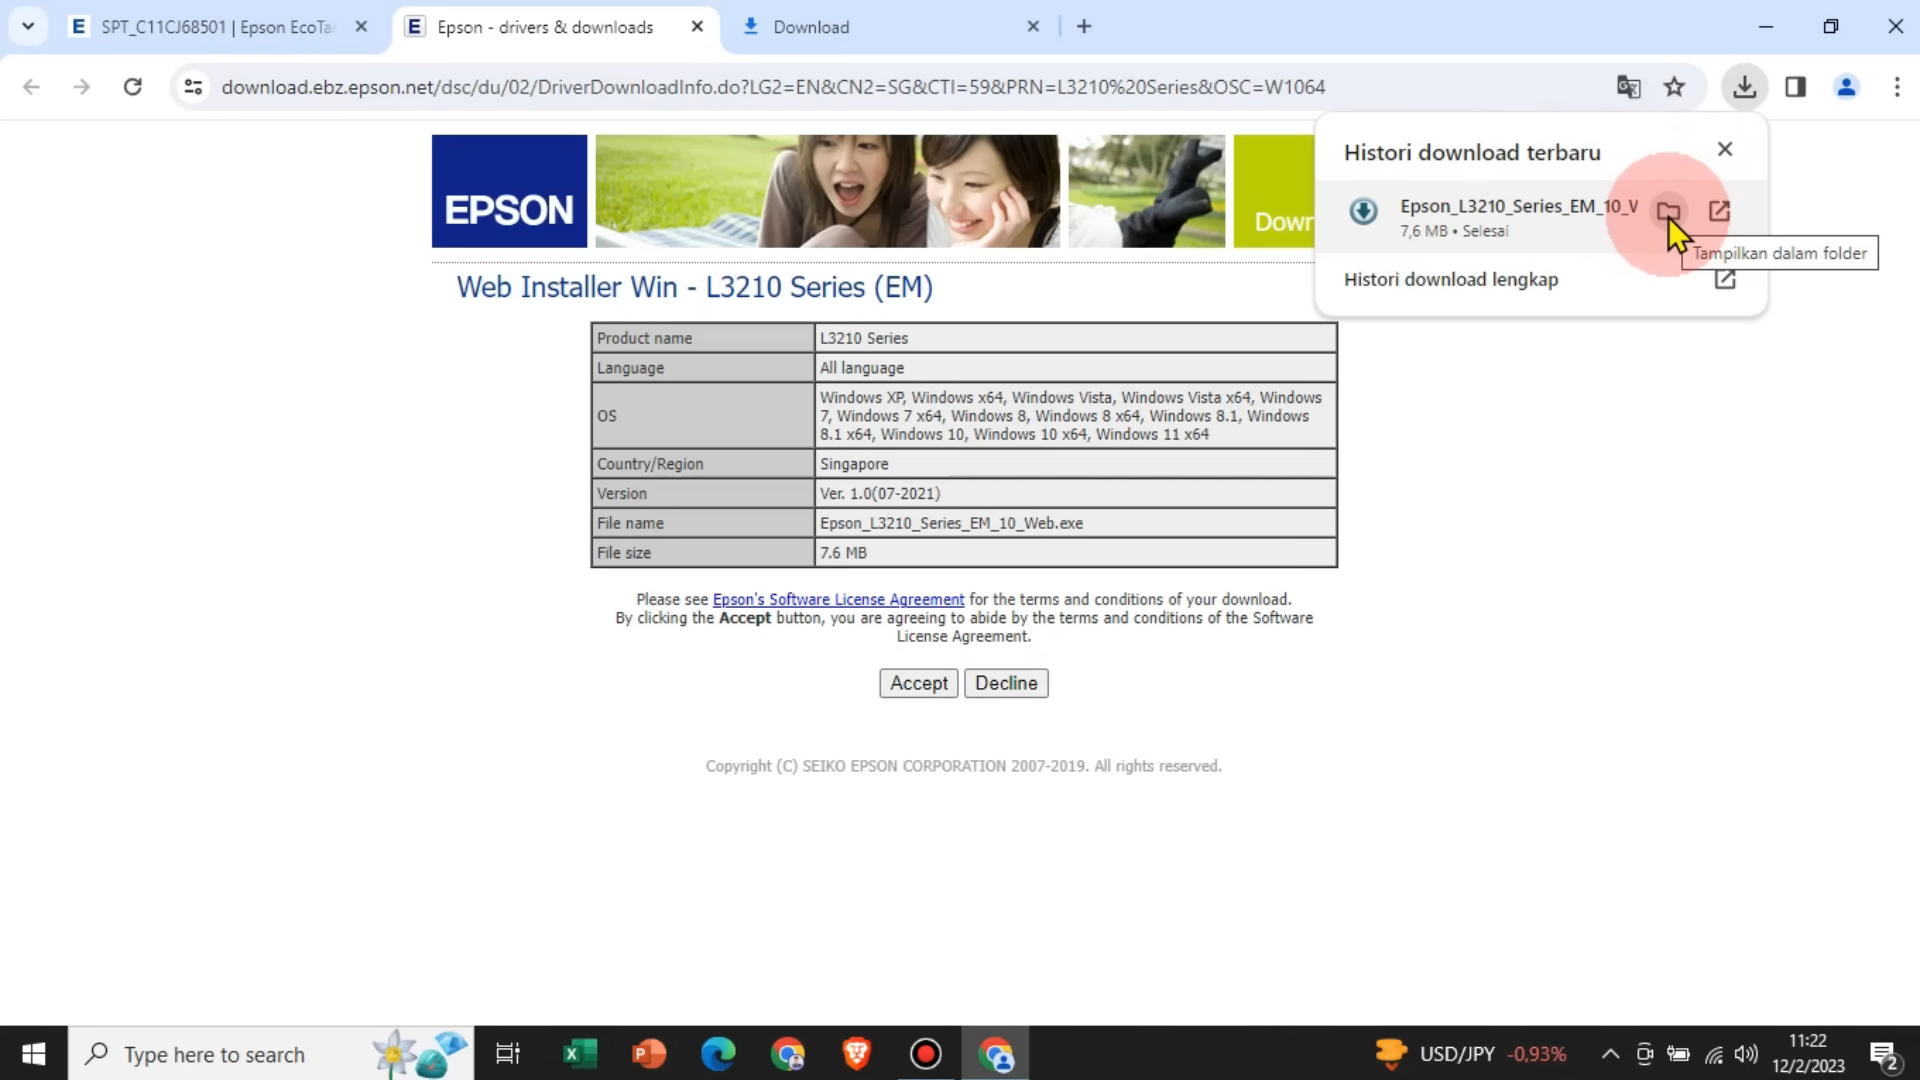 SPT_C11CJ68501 | Epson EcoTa
Epson - drivers & downloads
Download
download.ebz.epson.net/dsc/du/02/DriverDownloadInfo.do?LG2=EN&CN2=SG&CTI=59&PRN=L3210%20Series&OSC=W1064
EPSON
Down
Histori download terbaru
Epson_L3210_Series_EM_10_W
7,6 MB • Selesai
Tampilkan dalam folder
Histori download lengkap
Web Installer Win - L3210 Series (EM)
Product name L3210 Series
Language All language
OS Windows XP, Windows x64, Windows Vista, Windows Vista x64, Windows
7, Windows 7 x64, Windows 8, Windows 8 x64, Windows 8.1, Windows
8.1 x64, Windows 10, Windows 10 x64, Windows 11 x64
Country/Region Singapore
Version Ver. 1.0(07-2021)
File name Epson_L3210_Series_EM_10_Web.exe
File size 7.6 MB
Please see Epson's Software License Agreement for the terms and conditions of your download.
By clicking the Accept button, you are agreeing to abide by the terms and conditions of the Software
License Agreement.
Accept Decline
Copyright (C) SEIKO EPSON CORPORATION 2007-2019. All rights reserved.
Type here to search
USD/JPY -0,93%
11:22
12/2/2023
2